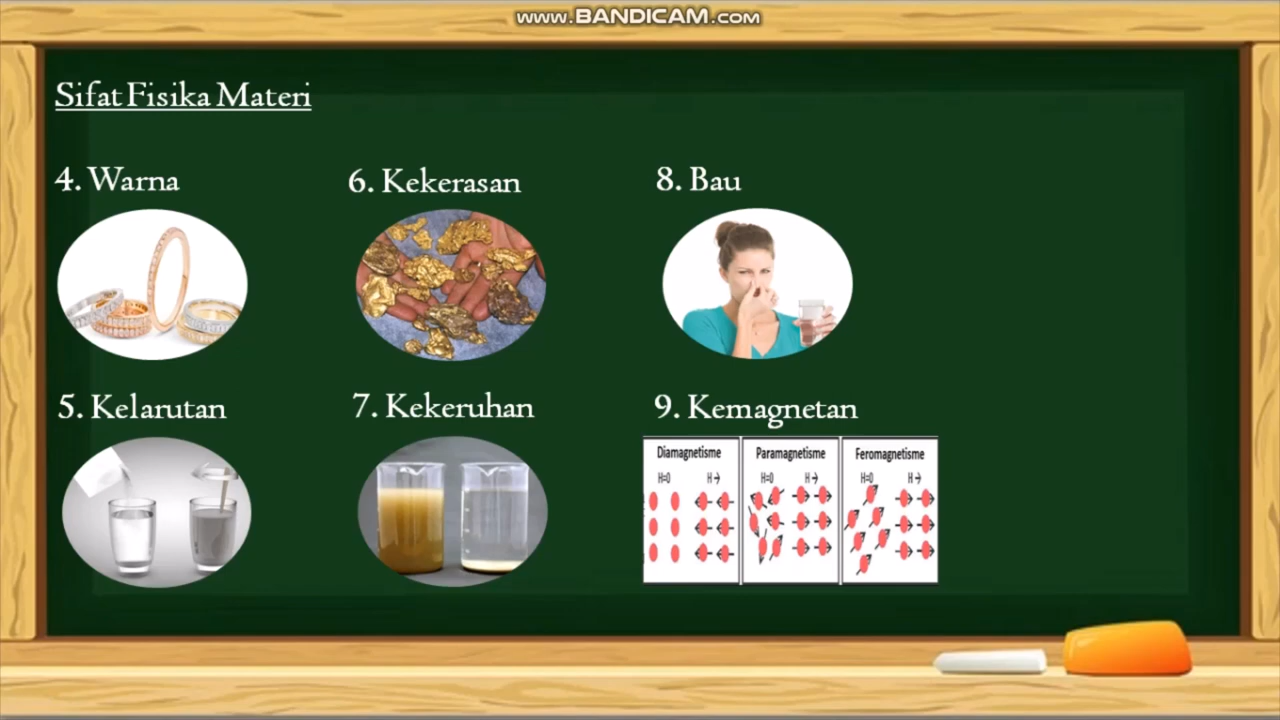 www.BANDICAM.com
Sifat Fisika Materi
4. Warna
6. Kekerasan
8. Bau
5. Kelarutan
7. Kekeruhan
9. Kemagnetan
Diamagnetisme
Paramagnetisme
Feromagnetisme
H=0 H→
H=0 H→
H=0 H→